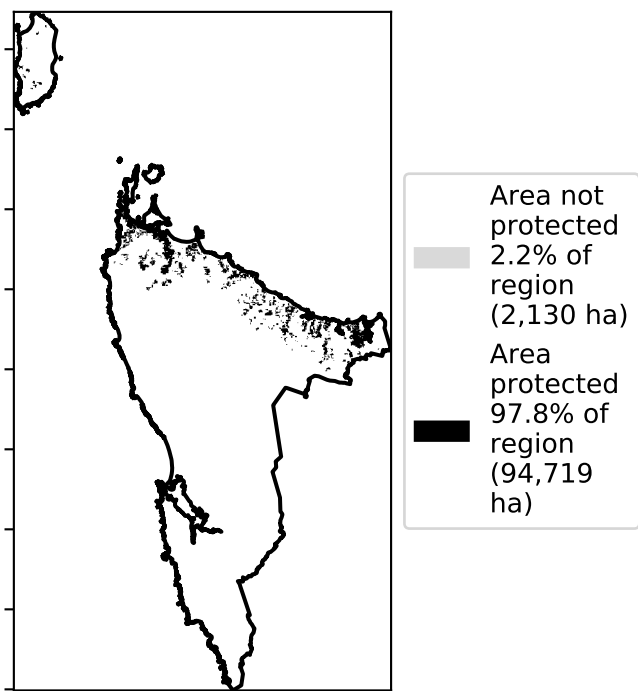 Area not
protected
2.2% of
region
(2,130 ha)
Area
protected
97.8% of
region
(94,719
ha)